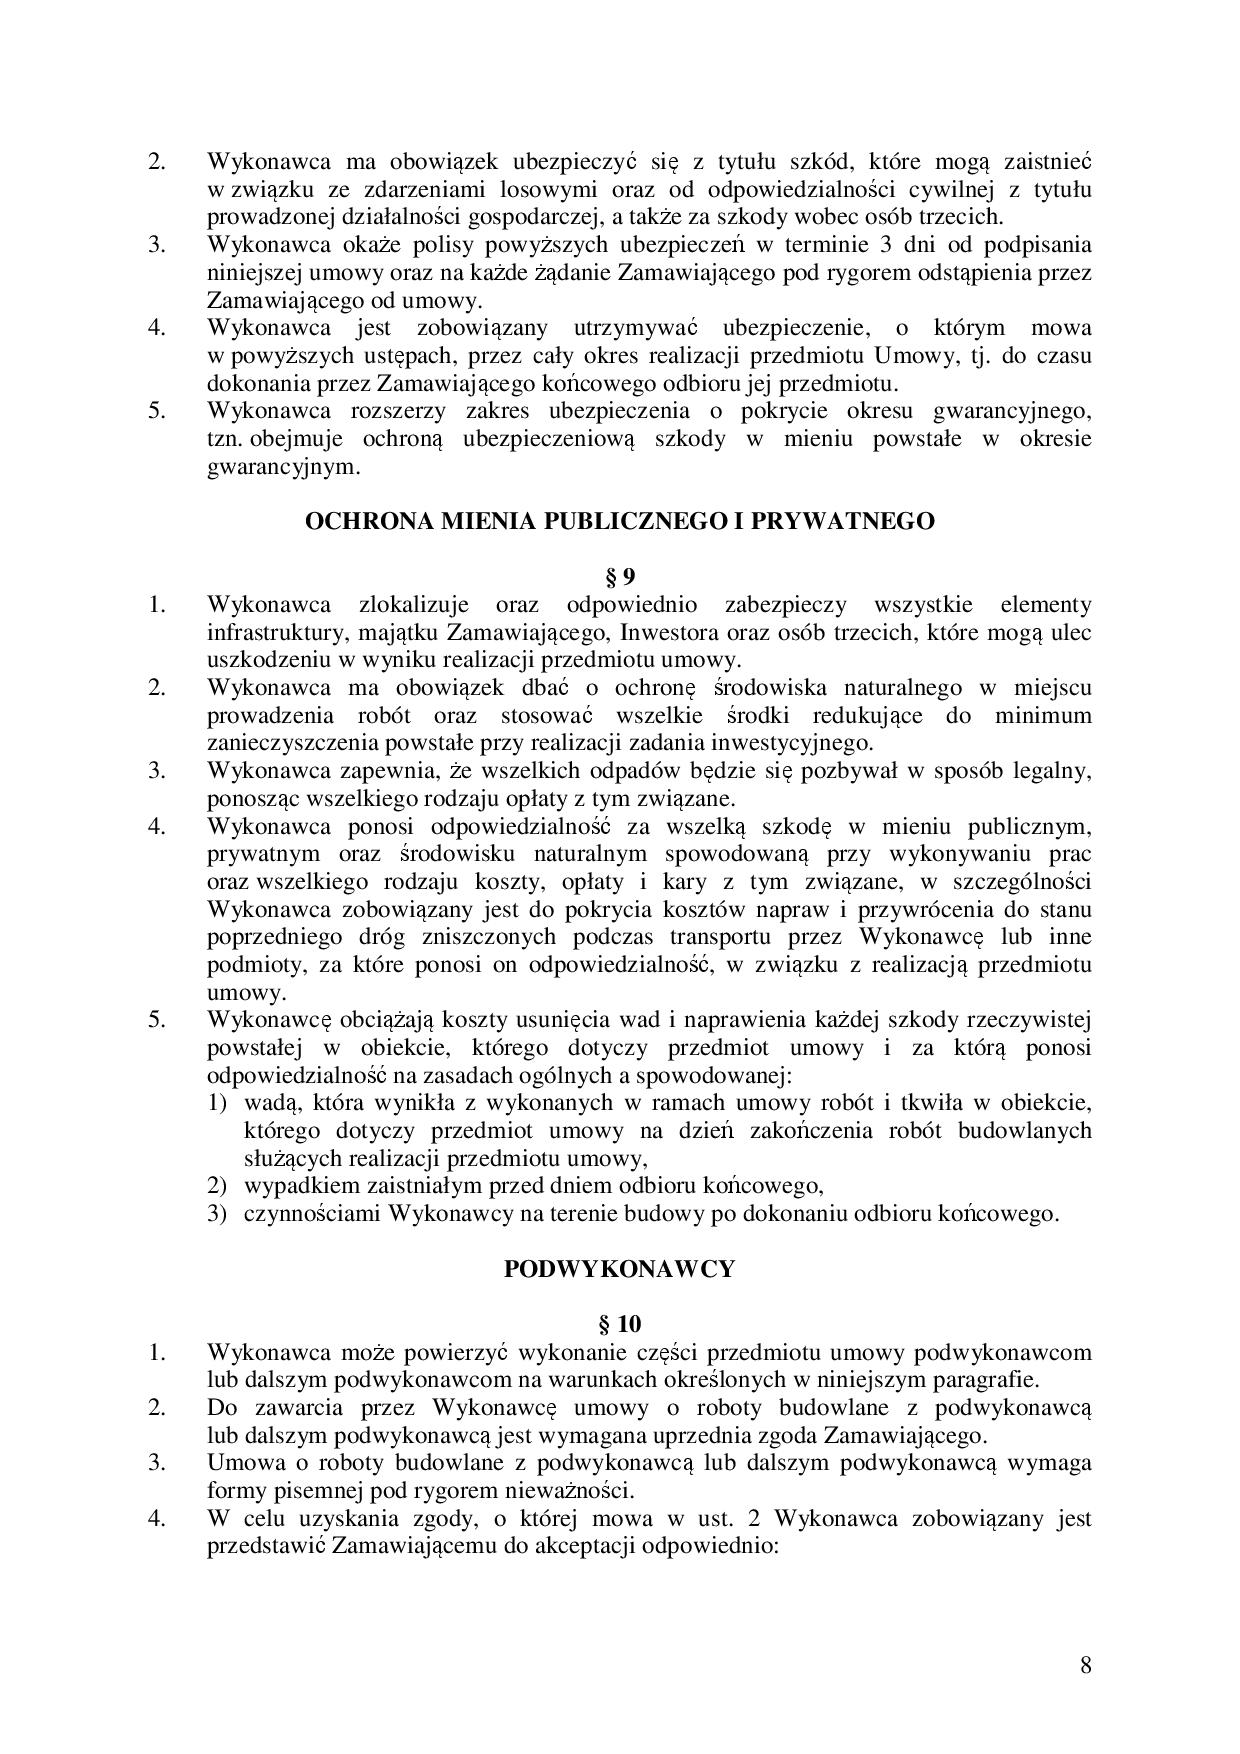 2. Wykonawca ma obowiązek ubezpieczyć się z tytułu szkód, które mogą zaistnieć
w związku ze zdarzeniami losowymi oraz od odpowiedzialności cywilnej z tytułu
prowadzonej działalności gospodarczej, a także za szkody wobec osób trzecich.
3. Wykonawca okaże polisy powyższych ubezpieczeń w terminie 3 dni od podpisania
niniejszej umowy oraz na każde żądanie Zamawiającego pod rygorem odstąpienia przez
Zamawiającego od umowy.
4. Wykonawca jest zobowiązany utrzymywać ubezpieczenie, o którym mowa
w powyższych ustępach, przez cały okres realizacji przedmiotu Umowy, tj. do czasu
dokonania przez Zamawiającego końcowego odbioru jej przedmiotu.
5. Wykonawca rozszerzy zakres ubezpieczenia o pokrycie okresu gwarancyjnego,
tzn. obejmuje ochroną ubezpieczeniową szkody w mieniu powstałe w okresie
gwarancyjnym.
OCHRONA MIENIA PUBLICZNEGO I PRYWATNEGO
§ 9
1. Wykonawca zlokalizuje oraz odpowiednio zabezpieczy wszystkie elementy
infrastruktury, majątku Zamawiającego, Inwestora oraz osób trzecich, które mogą ulec
uszkodzeniu w wyniku realizacji przedmiotu umowy.
2. Wykonawca ma obowiązek dbać o ochronę środowiska naturalnego w miejscu
prowadzenia robót oraz stosować wszelkie środki redukujące do minimum
zanieczyszczenia powstałe przy realizacji zadania inwestycyjnego.
3. Wykonawca zapewnia, że wszelkich odpadów będzie się pozbywał w sposób legalny,
ponosząc wszelkiego rodzaju opłaty z tym związane.
4. Wykonawca ponosi odpowiedzialność za wszelką szkodę w mieniu publicznym,
prywatnym oraz środowisku naturalnym spowodowaną przy wykonywaniu prac
oraz wszelkiego rodzaju koszty, opłaty i kary z tym związane, w szczególności
Wykonawca zobowiązany jest do pokrycia kosztów napraw i przywrócenia do stanu
poprzedniego dróg zniszczonych podczas transportu przez Wykonawcę lub inne
podmioty, za które ponosi on odpowiedzialność, w związku z realizacją przedmiotu
umowy.
5. Wykonawcę obciążają koszty usunięcia wad i naprawienia każdej szkody rzeczywistej
powstałej w obiekcie, którego dotyczy przedmiot umowy i za którą ponosi
odpowiedzialność na zasadach ogólnych a spowodowanej:
1) wadą, która wynikła z wykonanych w ramach umowy robót i tkwiła w obiekcie,
którego dotyczy przedmiot umowy na dzień zakończenia robót budowlanych
służących realizacji przedmiotu umowy,
2) wypadkiem zaistniałym przed dniem odbioru końcowego,
3) czynnościami Wykonawcy na terenie budowy po dokonaniu odbioru końcowego.
PODWYKONAWCY
§ 10
1. Wykonawca może powierzyć wykonanie części przedmiotu umowy podwykonawcom
lub dalszym podwykonawcom na warunkach określonych w niniejszym paragrafie.
2. Do zawarcia przez Wykonawcę umowy o roboty budowlane z podwykonawcą
lub dalszym podwykonawcą jest wymagana uprzednia zgoda Zamawiającego.
3. Umowa o roboty budowlane z podwykonawcą lub dalszym podwykonawcą wymaga
formy pisemnej pod rygorem nieważności.
4. W celu uzyskania zgody, o której mowa w ust. 2 Wykonawca zobowiązany jest
przedstawić Zamawiającemu do akceptacji odpowiednio:
8